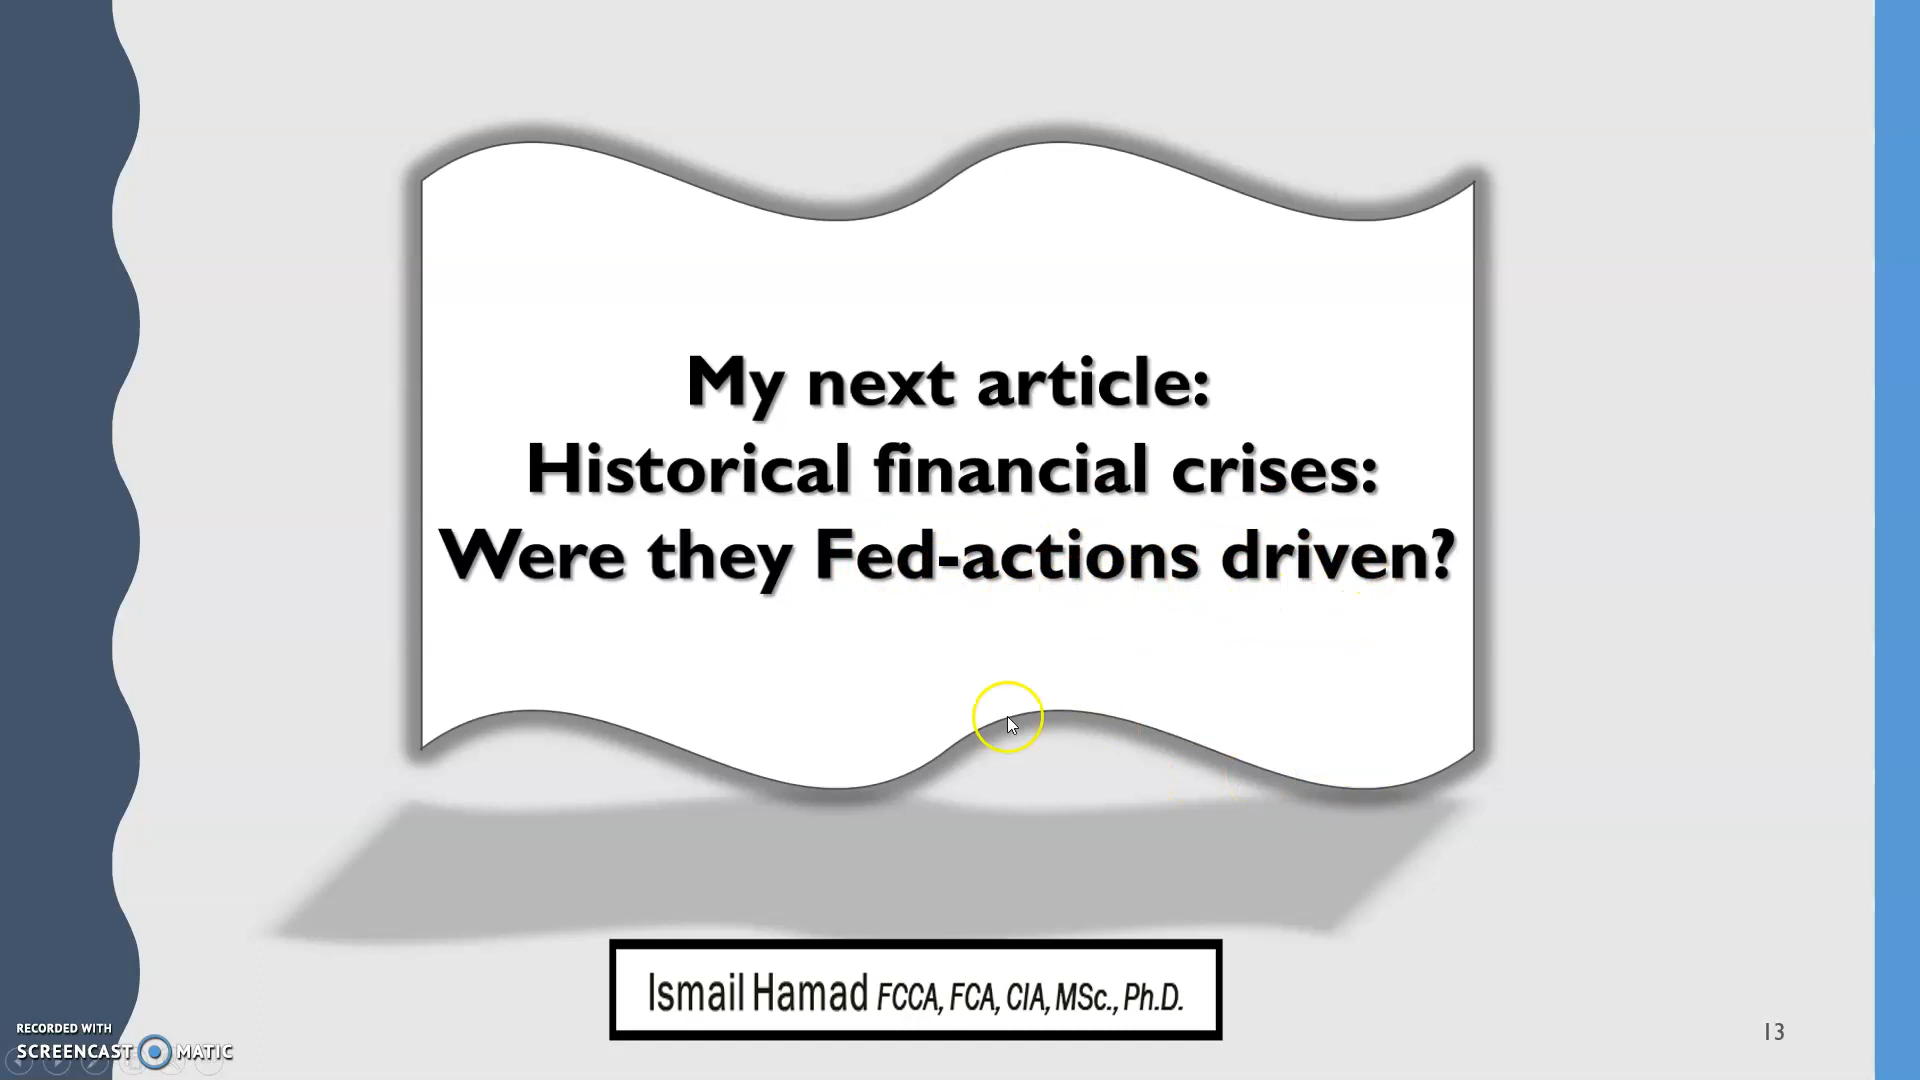 My next article:
Historical financial crises:
Were they Fed-actions driven?
Ismail Hamad FCCA, FCA, CIA, MSc., Ph.D.
RECORDED WITH
SCREENCAST MATIC
13